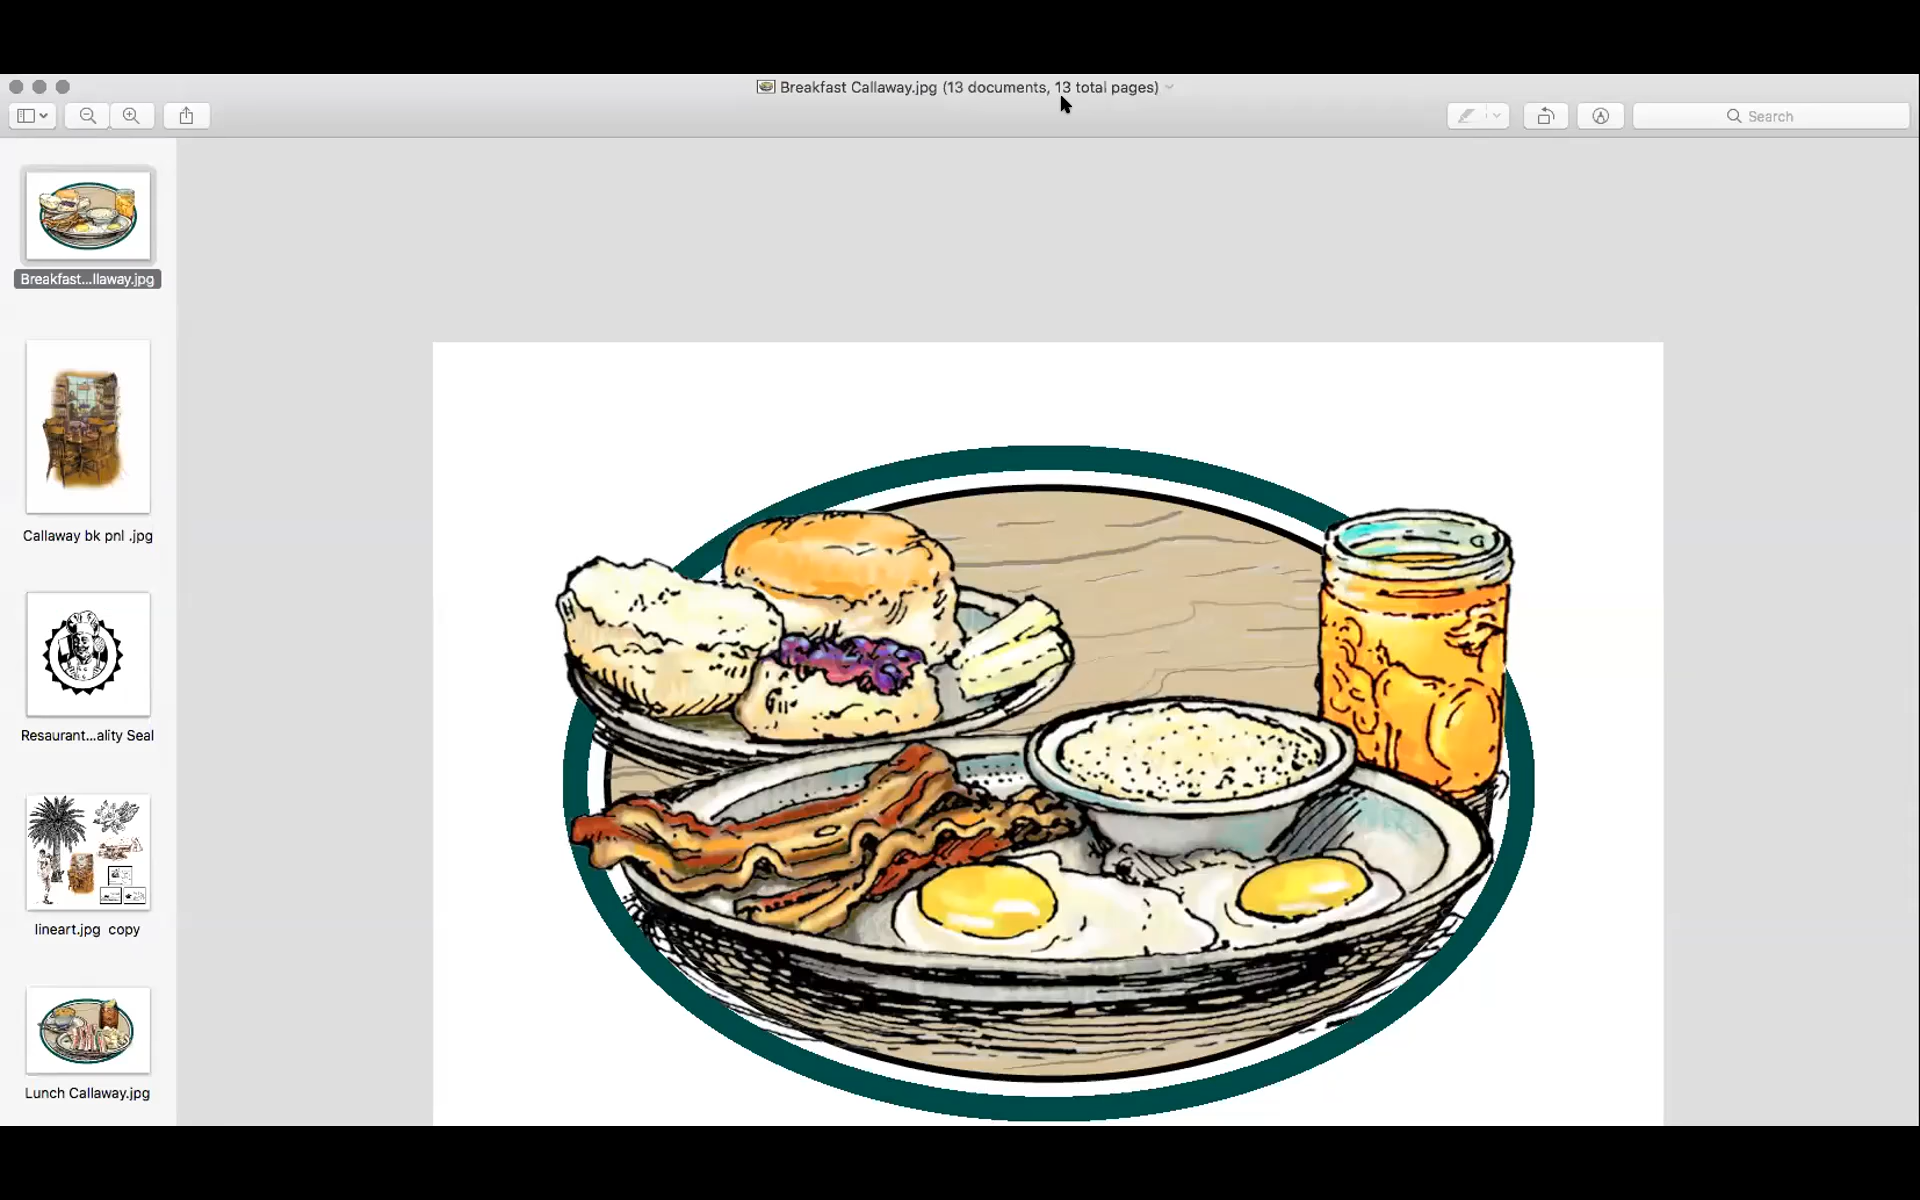 Breakfast Callaway.jpg (13 documents, 13 total pages)
Search
Breakfast...llaway.jpg
Callaway bk pnl .jpg
Resaurant...ality Seal
lineart.jpg  copy
Lunch Callaway.jpg